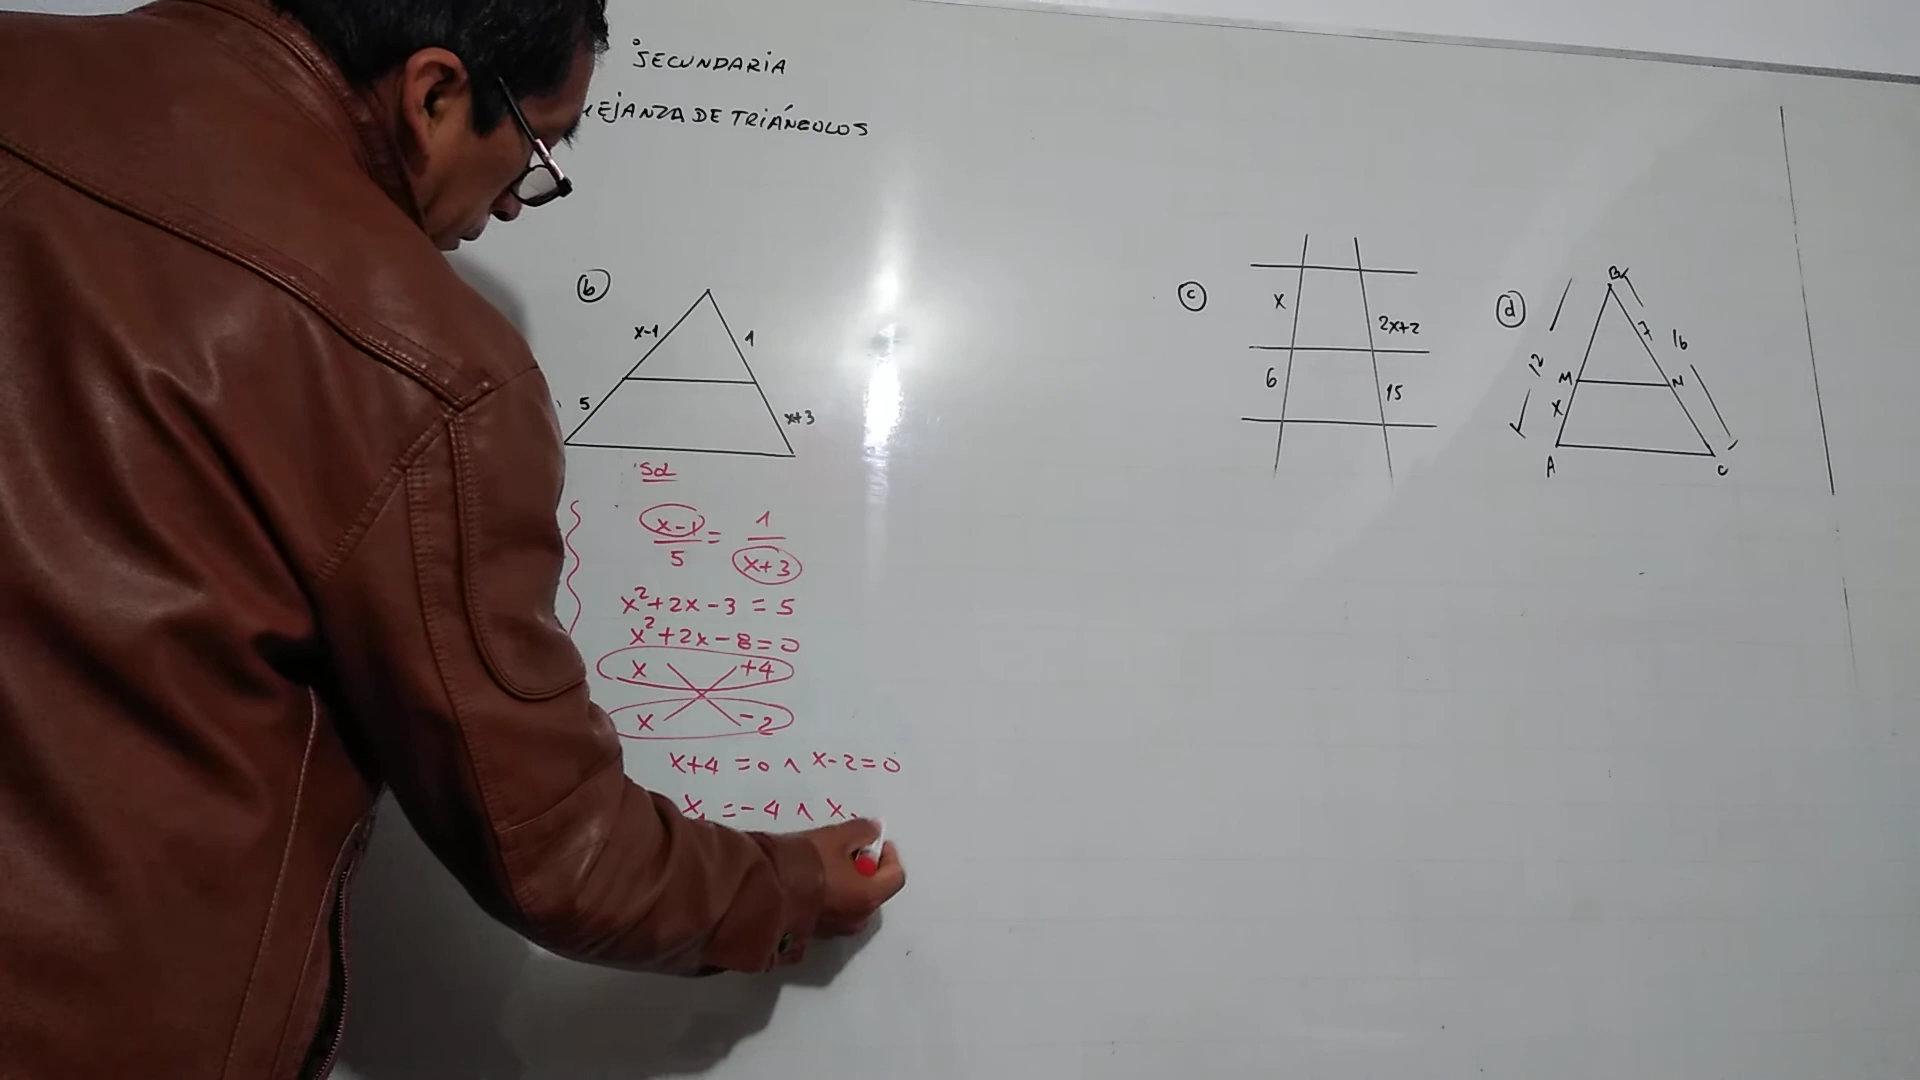 SECUNDARIA
EJANZA DE TRIÁNGULOS
b
x-1
1
5
x+3
Sol
x-1 / 5 = 1 / x+3
x²+2x-3 = 5
x²+2x-8=0
x +4
x -2
x+4 = 0 ∧ x-2=0
x₁ = -4 ∧ x
c
x
2x+2
6
15
d
B
7
16
12
M
N
x
A
C